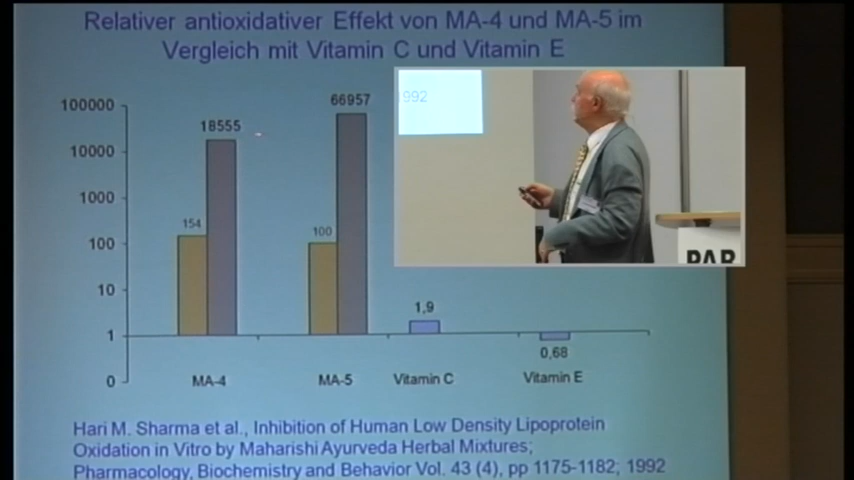 Relativer antioxidativer Effekt von MA-4 und MA-5 im
Vergleich mit Vitamin C und Vitamin E
100000
10000
1000
100
10
1
0
18555
154
66957
100
1,9
0,68
MA-4
MA-5
Vitamin C
Vitamin E
1992
PAR
Hari M. Sharma et al., Inhibition of Human Low Density Lipoprotein
Oxidation in Vitro by Maharishi Ayurveda Herbal Mixtures;
Pharmacology, Biochemistry and Behavior Vol. 43 (4), pp 1175-1182; 1992